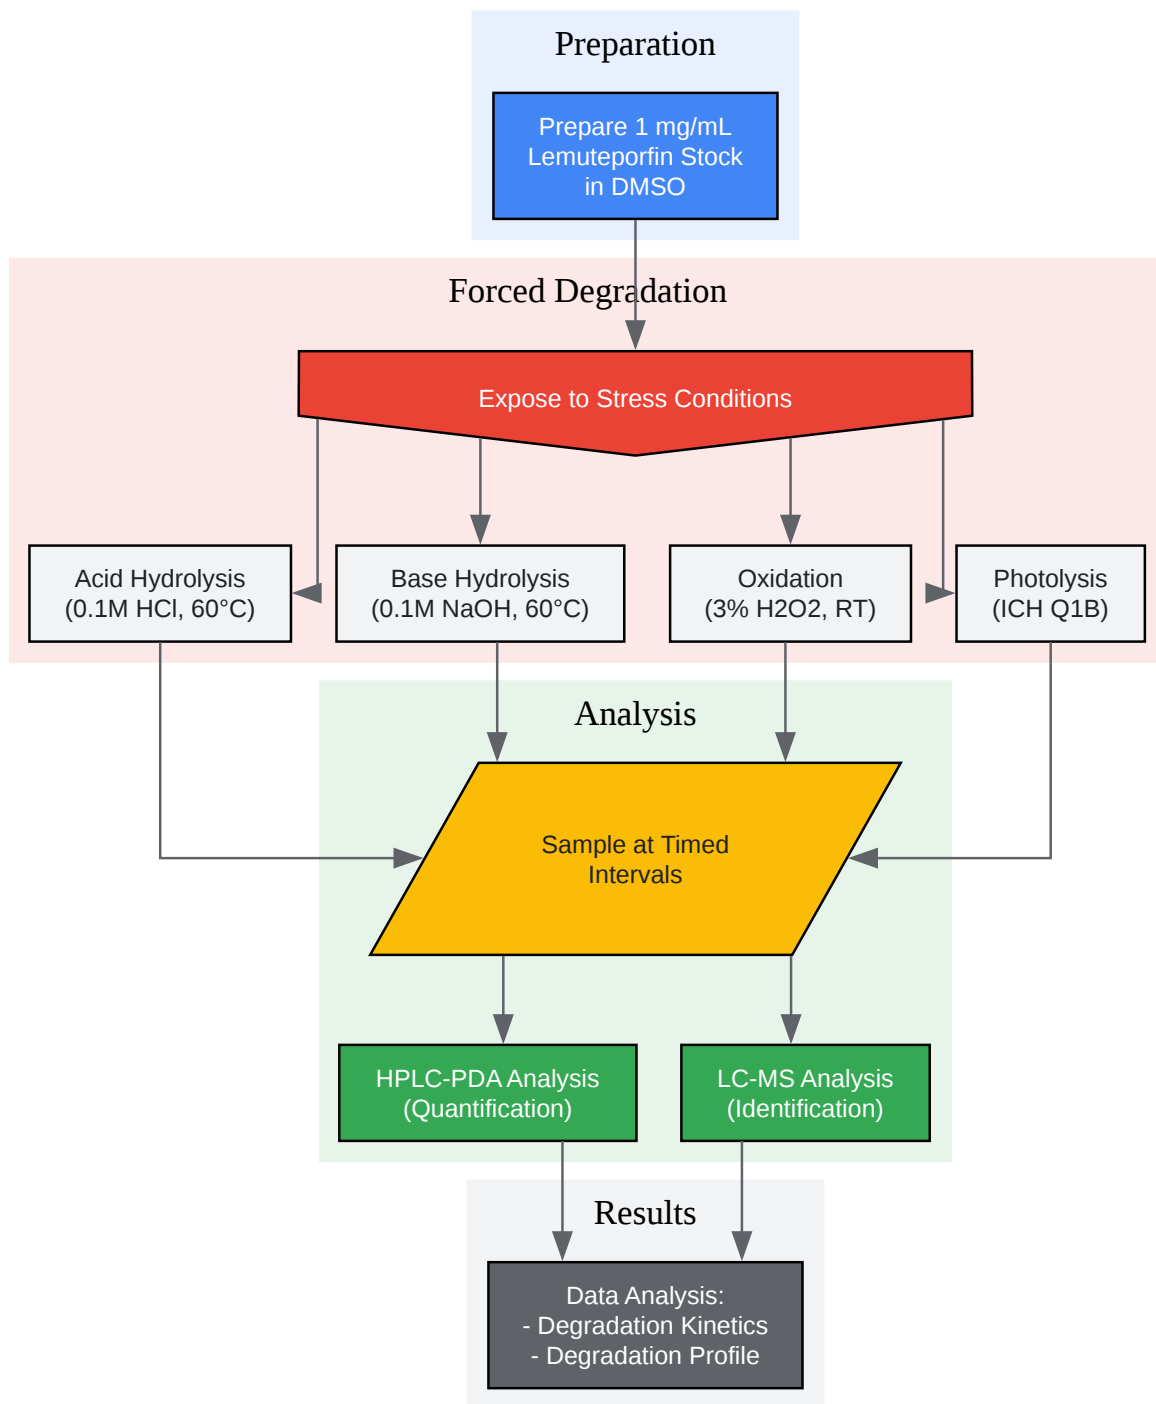 Preparation
Prepare 1 mg/mL
Lemuteporfin Stock
in DMSO
Forced Degradation
Expose to Stress Conditions
Acid Hydrolysis
(0.1M HCl, 60°C)
Base Hydrolysis
(0.1M NaOH, 60°C)
Oxidation
(3% H2O2, RT)
Photolysis
(ICH Q1B)
Analysis
Sample at Timed
Intervals
HPLC-PDA Analysis
(Quantification)
LC-MS Analysis
(Identification)
Results
Data Analysis:
- Degradation Kinetics
- Degradation Profile